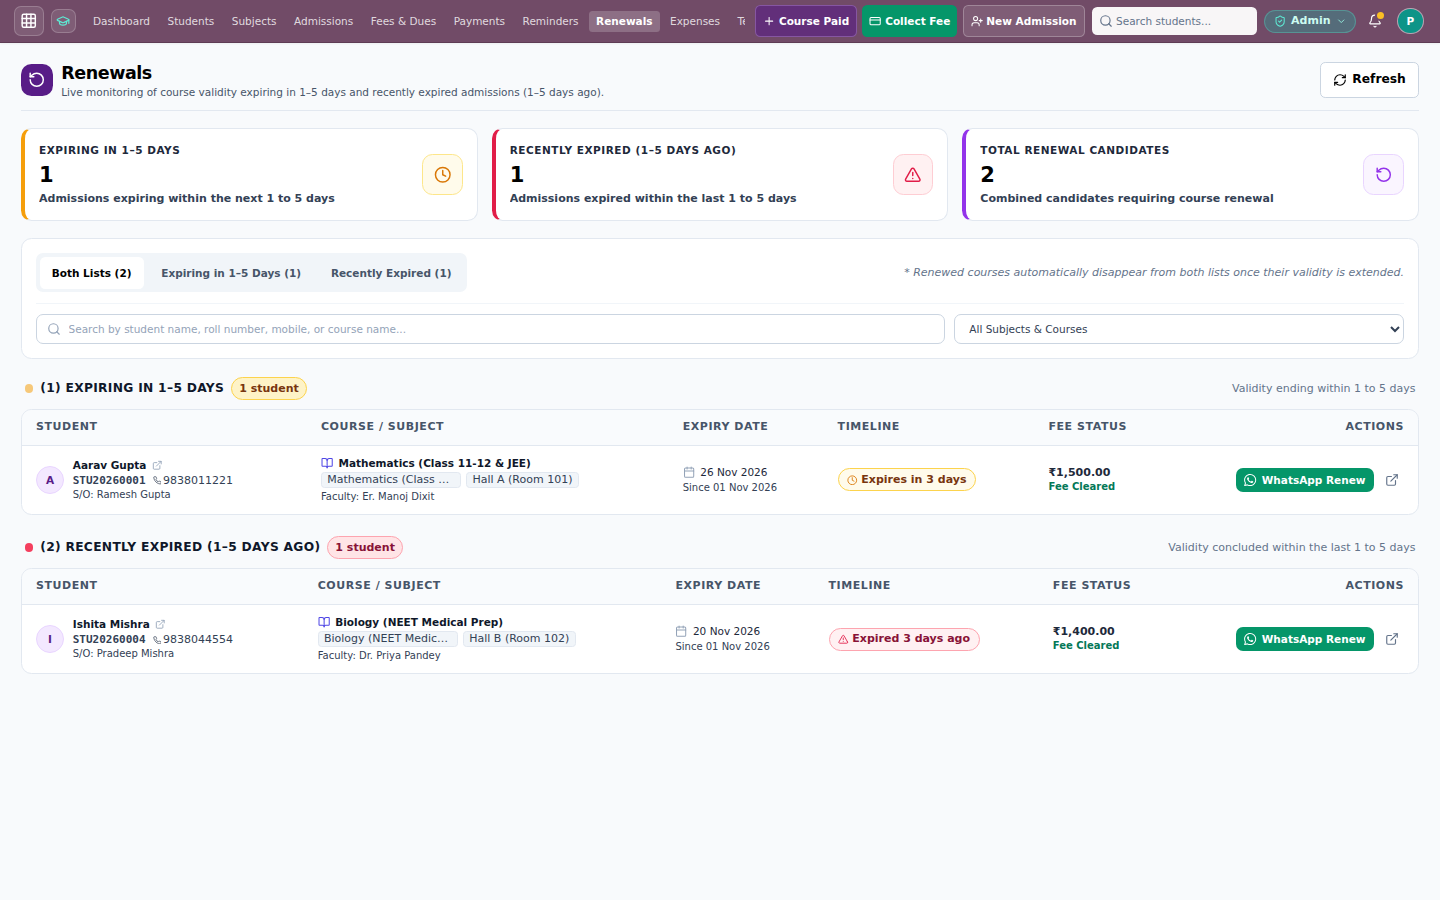 Dashboard Students Subjects Admissions Fees & Dues Payments Reminders Renewals Expenses Course Paid Collect Fee New Admission Search students... Admin P
Renewals
Live monitoring of course validity expiring in 1–5 days and recently expired admissions (1–5 days ago).
Refresh
EXPIRING IN 1–5 DAYS
1
Admissions expiring within the next 1 to 5 days
RECENTLY EXPIRED (1–5 DAYS AGO)
1
Admissions expired within the last 1 to 5 days
TOTAL RENEWAL CANDIDATES
2
Combined candidates requiring course renewal
Both Lists (2) Expiring in 1–5 Days (1) Recently Expired (1)
* Renewed courses automatically disappear from both lists once their validity is extended.
Search by student name, roll number, mobile, or course name...
All Subjects & Courses
(1) EXPIRING IN 1–5 DAYS 1 student
Validity ending within 1 to 5 days
STUDENT COURSE / SUBJECT EXPIRY DATE TIMELINE FEE STATUS ACTIONS
A
Aarav Gupta
STU20260001 9838011221
S/O: Ramesh Gupta
Mathematics (Class 11-12 & JEE)
Mathematics (Class ... Hall A (Room 101)
Faculty: Er. Manoj Dixit
26 Nov 2026
Since 01 Nov 2026
Expires in 3 days
₹1,500.00
Fee Cleared
WhatsApp Renew
(2) RECENTLY EXPIRED (1–5 DAYS AGO) 1 student
Validity concluded within the last 1 to 5 days
STUDENT COURSE / SUBJECT EXPIRY DATE TIMELINE FEE STATUS ACTIONS
I
Ishita Mishra
STU20260004 9838044554
S/O: Pradeep Mishra
Biology (NEET Medical Prep)
Biology (NEET Medic... Hall B (Room 102)
Faculty: Dr. Priya Pandey
20 Nov 2026
Since 01 Nov 2026
Expired 3 days ago
₹1,400.00
Fee Cleared
WhatsApp Renew